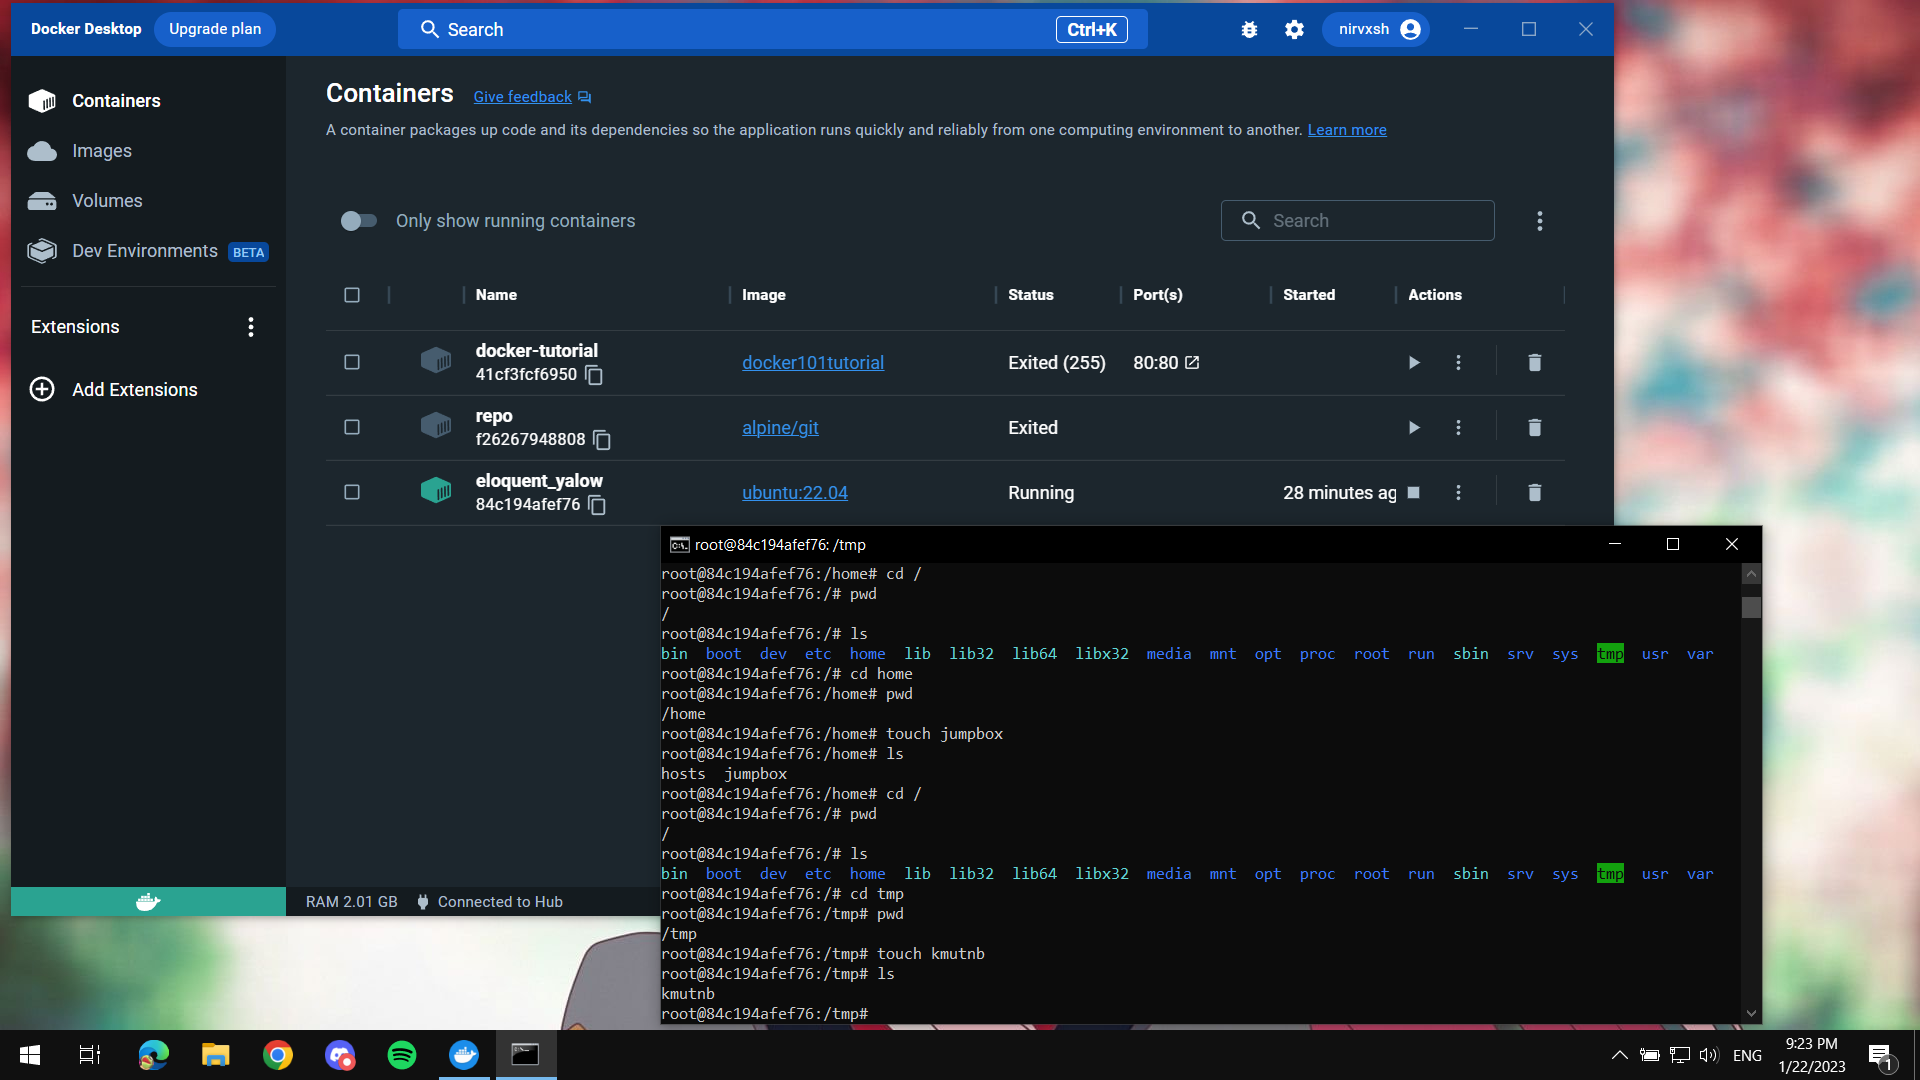 Docker Desktop Upgrade plan Search Ctrl+K nirvxsh
Containers
Images
Volumes
Dev Environments BETA
Extensions
Add Extensions
Containers Give feedback
A container packages up code and its dependencies so the application runs quickly and reliably from one computing environment to another. Learn more
Only show running containers Search
Name Image Status Port(s) Started Actions
docker-tutorial
41cf3fcf6950 docker101tutorial Exited (255) 80:80
repo
f26267948808 alpine/git Exited
eloquent_yalow
84c194afef76 ubuntu:22.04 Running 28 minutes ag
RAM 2.01 GB Connected to Hub
root@84c194afef76: /tmp
root@84c194afef76:/home# cd /
root@84c194afef76:/# pwd
/
root@84c194afef76:/# ls
bin boot dev etc home lib lib32 lib64 libx32 media mnt opt proc root run sbin srv sys tmp usr var
root@84c194afef76:/# cd home
root@84c194afef76:/home# pwd
/home
root@84c194afef76:/home# touch jumpbox
root@84c194afef76:/home# ls
hosts jumpbox
root@84c194afef76:/home# cd /
root@84c194afef76:/# pwd
/
root@84c194afef76:/# ls
bin boot dev etc home lib lib32 lib64 libx32 media mnt opt proc root run sbin srv sys tmp usr var
root@84c194afef76:/# cd tmp
root@84c194afef76:/tmp# pwd
/tmp
root@84c194afef76:/tmp# touch kmutnb
root@84c194afef76:/tmp# ls
kmutnb
root@84c194afef76:/tmp#
ENG
9:23 PM
1/22/2023
1